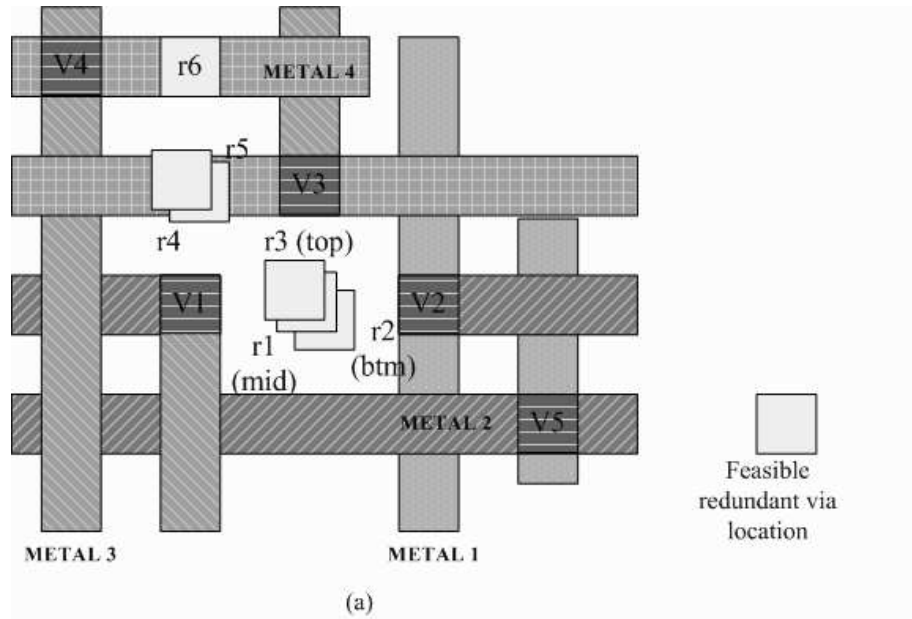 V4
r6
METAL 4
r5
V3
r4
r3 (top)
V1
V2
r1
(mid)
r2
(btm)
METAL 2
V5
Feasible
redundant via
location
METAL 3
METAL 1
(a)